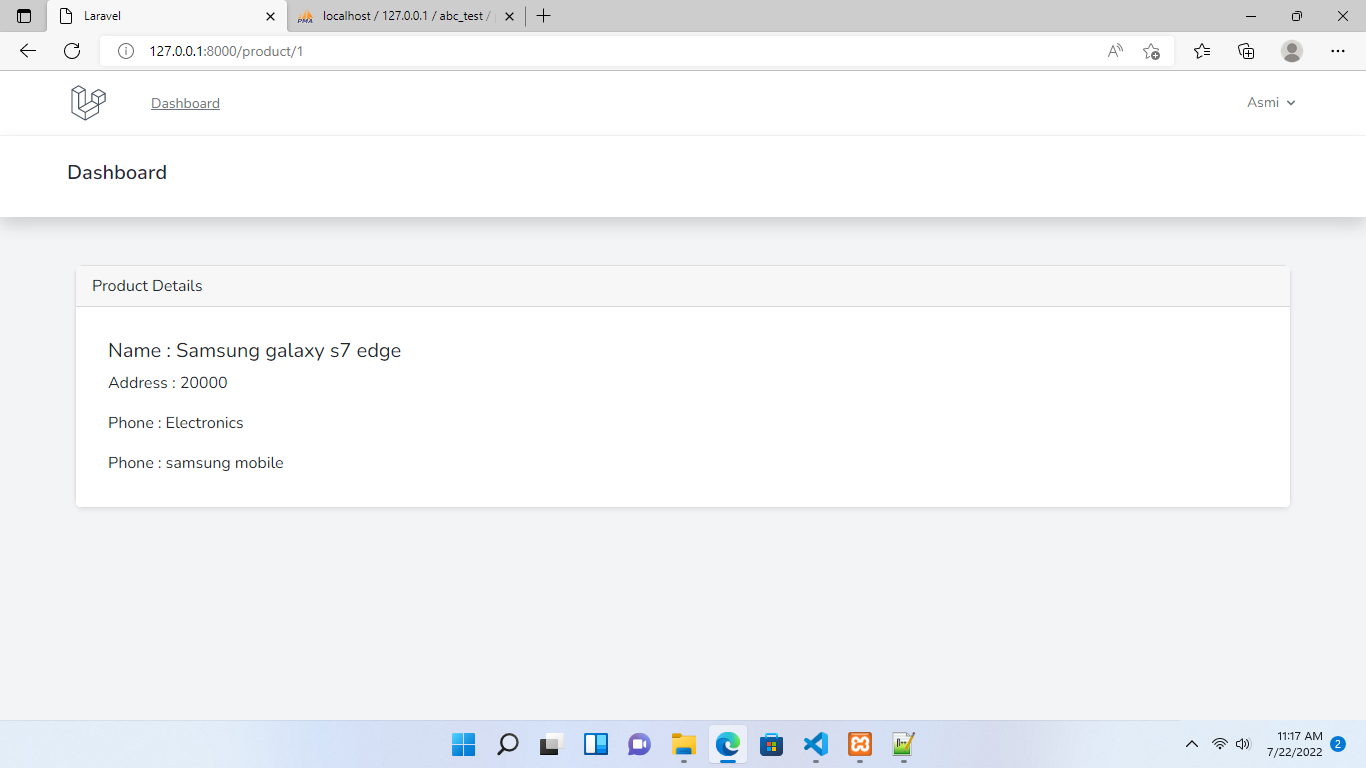 Laravel
localhost / 127.0.0.1 / abc_test /
127.0.0.1:8000/product/1
Dashboard
Asmi
Dashboard
Product Details
Name : Samsung galaxy s7 edge
Address : 20000
Phone : Electronics
Phone : samsung mobile
11:17 AM
7/22/2022
2